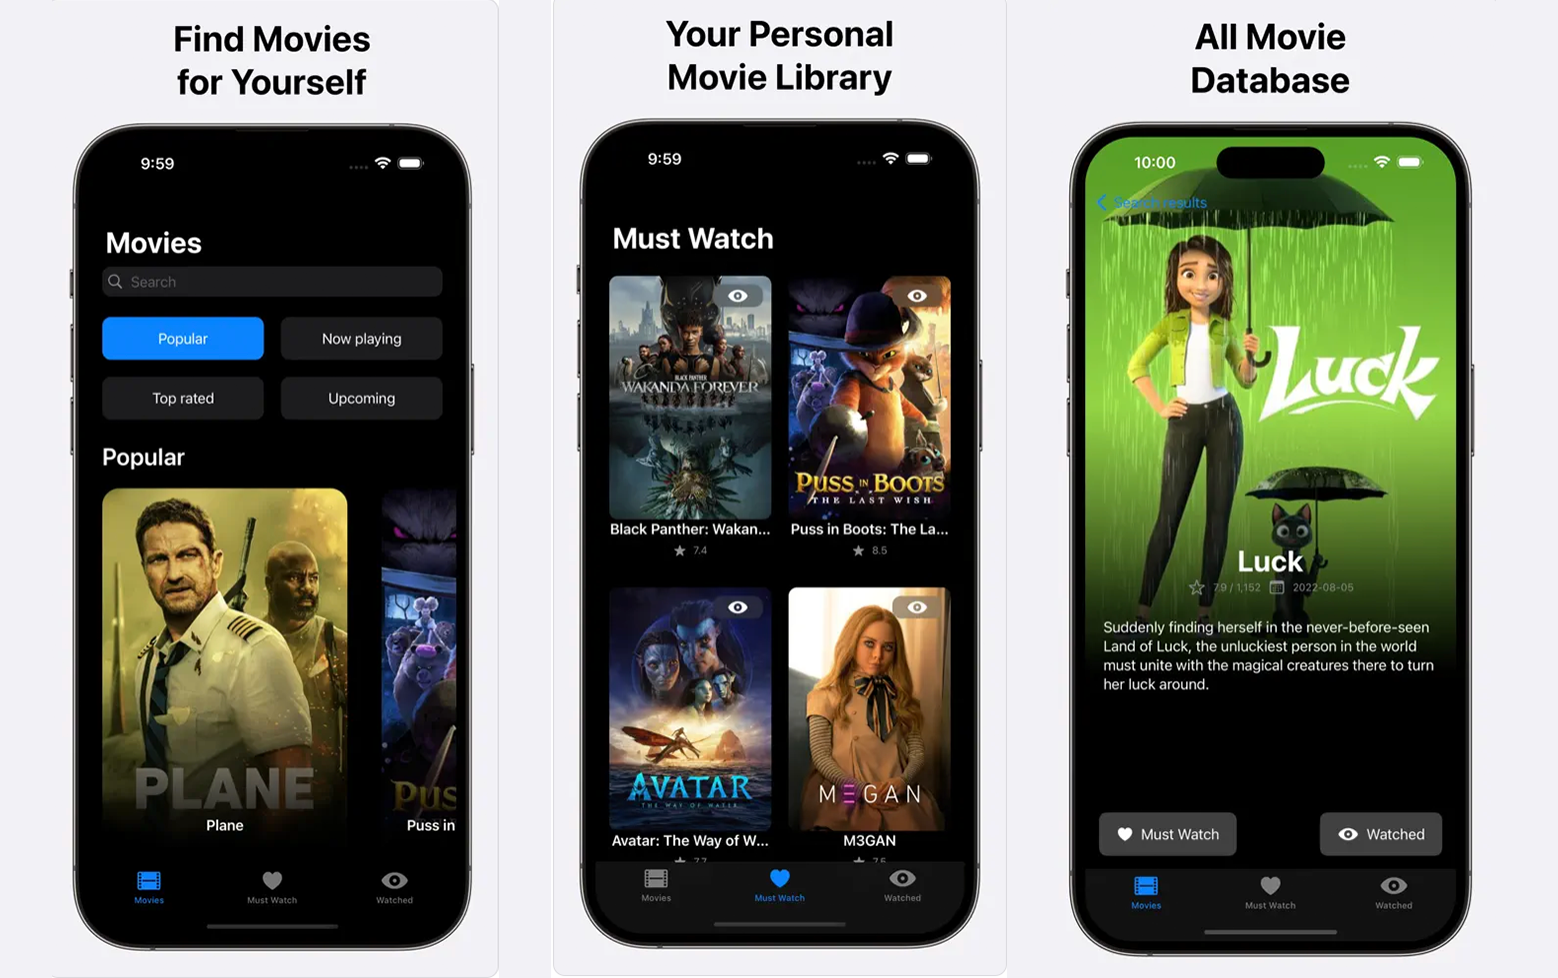 Find Movies
for Yourself
9:59
Movies
Search
Popular
Now playing
Top rated
Upcoming
Popular
PLANE
Plane
Pus
Puss in
Movies
Must Watch
Watched
Your Personal
Movie Library
9:59
Must Watch
BLACK PANTHER
WAKANDA FOREVER
PUSS IN BOOTS
THE LAST WISH
Black Panther: Wakan...
Puss in Boots: The La...
7.4
8.5
AVATAR
THE WAY OF WATER
M3GAN
Avatar: The Way of W...
M3GAN
7.7
7.5
Movies
Must Watch
Watched
All Movie
Database
10:00
Search results
Luck
Luck
7.9 / 1,152
2022-08-05
Suddenly finding herself in the never-before-seen
Land of Luck, the unluckiest person in the world
must unite with the magical creatures there to turn
her luck around.
Must Watch
Watched
Movies
Must Watch
Watched